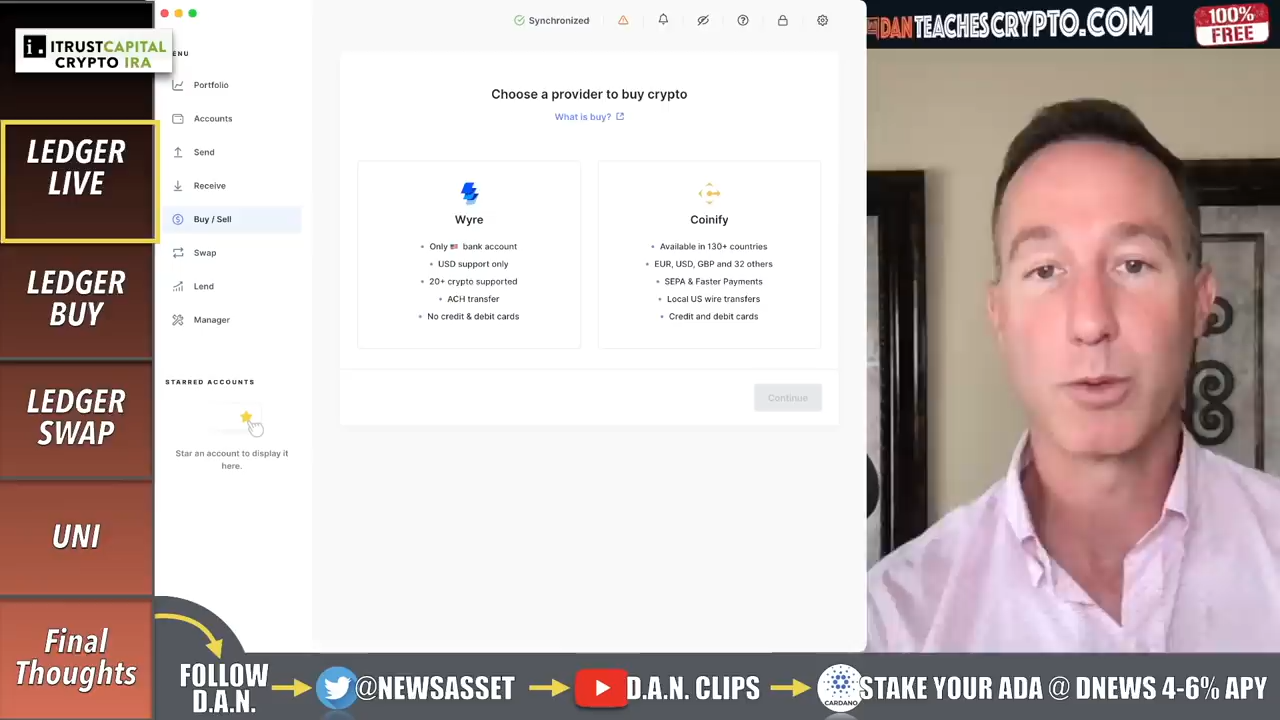 ITRUSTCAPITAL
CRYPTO IRA
LEDGER
LIVE
LEDGER
BUY
LEDGER
SWAP
UNI
Final
Thoughts
ENU
Portfolio
Accounts
Send
Receive
Buy / Sell
Swap
Lend
Manager
STARRED ACCOUNTS
Star an account to display it
here.
Synchronized
Choose a provider to buy crypto
What is buy?
Wyre
• Only 🇺🇸 bank account
• USD support only
• 20+ crypto supported
• ACH transfer
• No credit & debit cards
Coinify
• Available in 130+ countries
• EUR, USD, GBP and 32 others
• SEPA & Faster Payments
• Local US wire transfers
• Credit and debit cards
Continue
DANTEACHESCRYPTO.COM
100%
FREE
FOLLOW
D.A.N.
@NEWSASSET
D.A.N. CLIPS
CARDANO
STAKE YOUR ADA @ DNEWS 4-6% APY